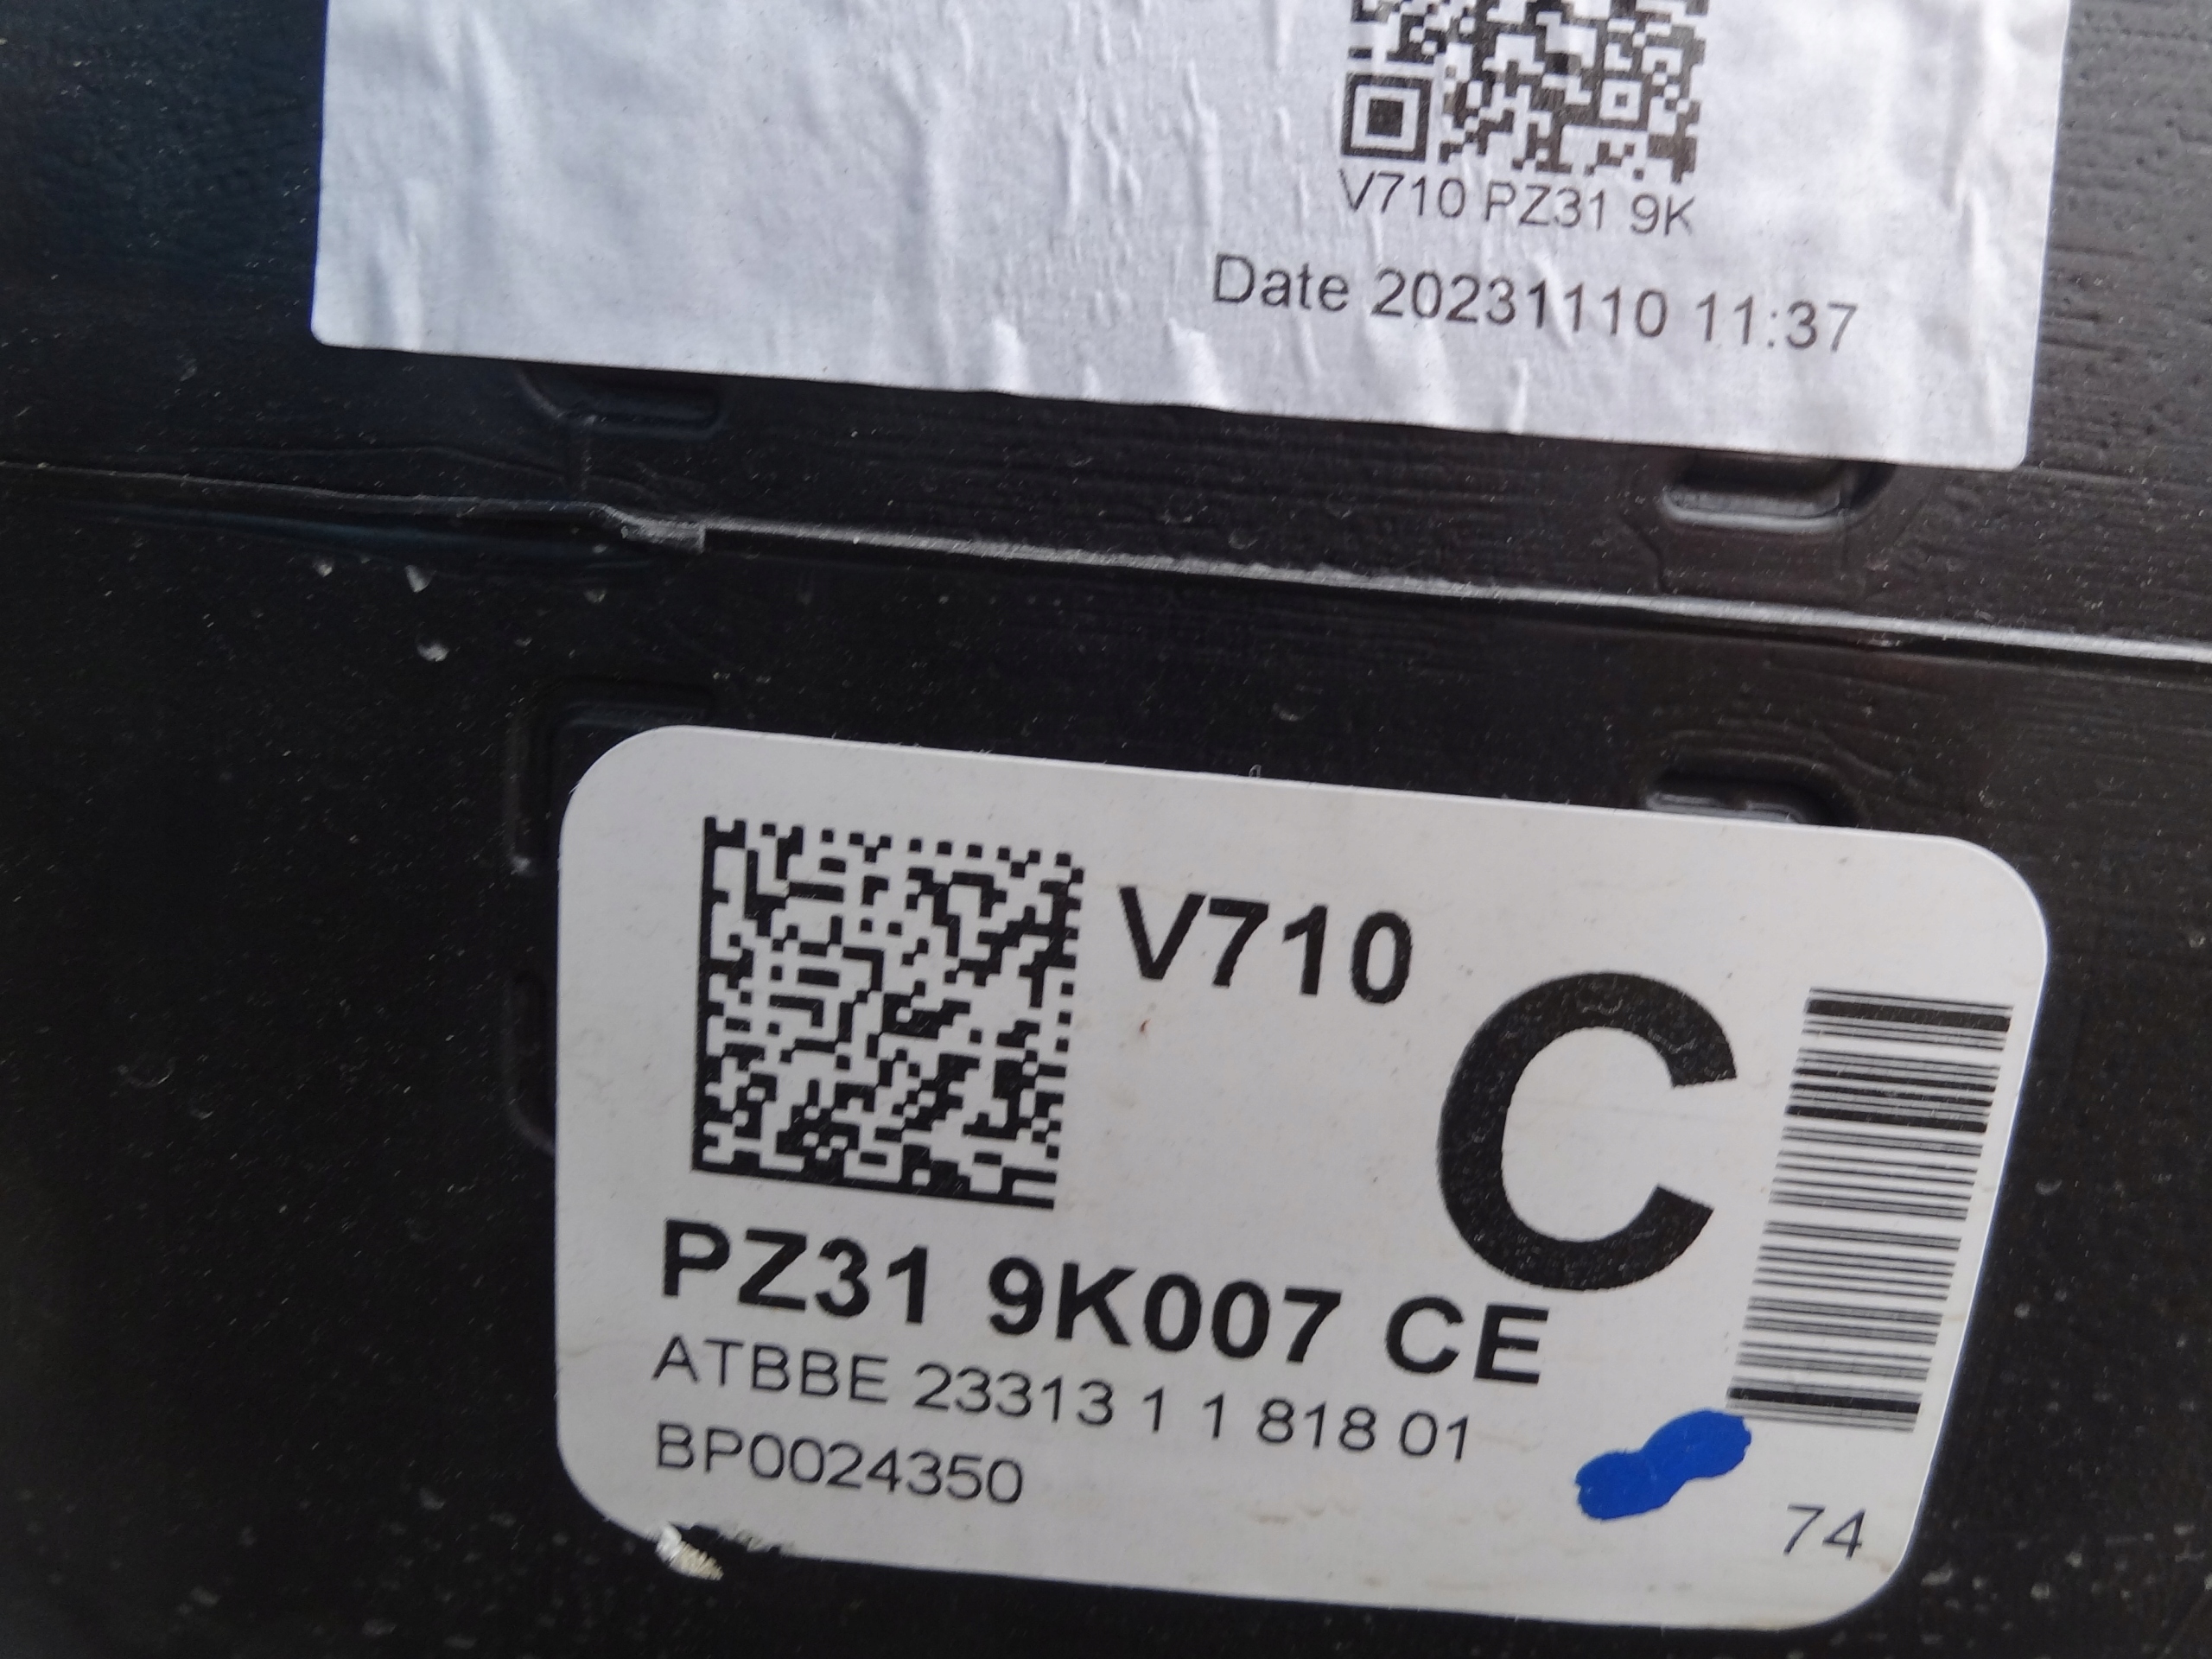 V710 PZ31 9K
Date 20231110 11:37
V710
C
PZ31 9K007 CE
ATBBE 23313 1 1 818 01
BP0024350
74